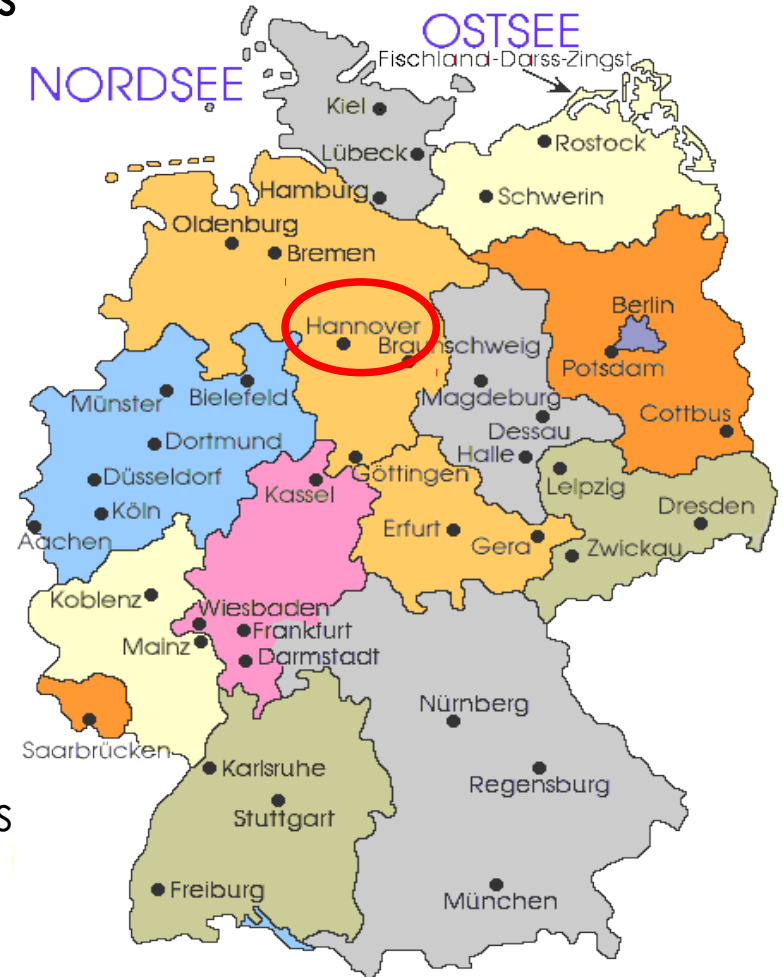 s
OSTSEE
Fischland-Darss-Zingst
NORDSEE
Kiel
Rostock
Lübeck
Hamburg
Schwerin
Oldenburg
Bremen
Berlin
Hannover
Braunschweig
Potsdam
Münster
Bielefeld
Magdeburg
Cottbus
Dessau
Dortmund
Halle
Göttingen
Düsseldorf
Kassel
Leipzig
Köln
Dresden
Erfurt
Aachen
Gera
Zwickau
Koblenz
Wiesbaden
Frankfurt
Mainz
Darmstadt
Nürnberg
Saarbrücken
Karlsruhe
Regensburg
Stuttgart
s
Freiburg
München